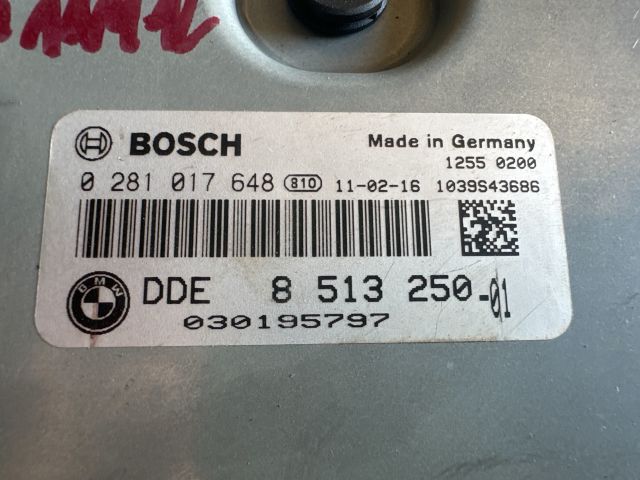 BOSCH Made in Germany
1255 0200
0 281 017 648 810 11-02-16 1039S43686
BMW DDE 8 513 250-01
030195797